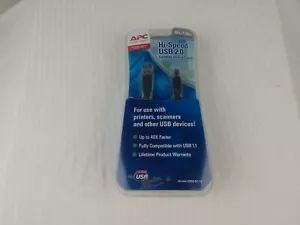 APC
Hi-Speed
USB 2.0
For use with
printers, scanners
and other USB devices!
Up to 40X Faster
Fully Compatible with USB 1.1
Lifetime Product Warranty
USB